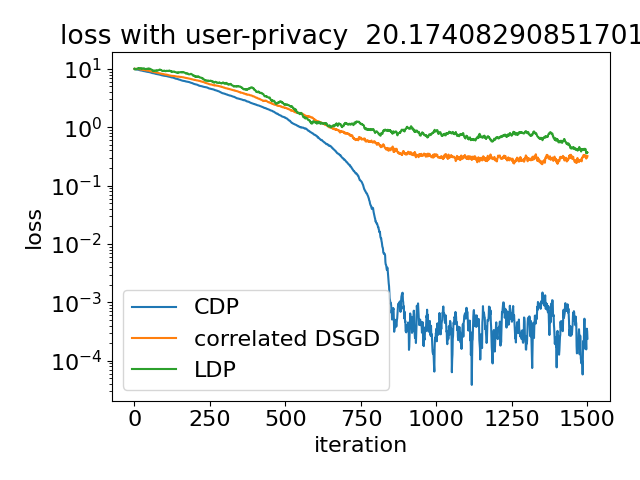 loss with user-privacy 20.17408290851701
10¹
10⁰
10⁻¹
10⁻²
10⁻³
10⁻⁴
loss
CDP
correlated DSGD
LDP
0 250 500 750 1000 1250 1500
iteration